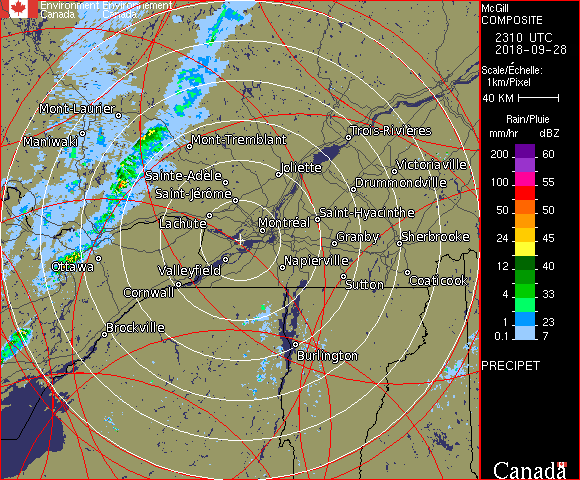 Environment Environnement
Canada Canada
McGill
COMPOSITE
2310 UTC
2018-09-28
Scale/Échelle:
1km/Pixel
40 KM
Rain/Pluie
mm/hr dBZ
200 60
150 55
100 55
50 50
24 45
12 40
4 33
1 23
0.1 7
PRECIPET
Canada
Mont-Laurier
Maniwaki
Mont-Tremblant
Trois-Rivières
Joliette
Victoriaville
Sainte-Adèle
Drummondville
Saint-Jérôme
Saint-Hyacinthe
Lachute
Montréal
Granby
Sherbrooke
Ottawa
Valleyfield
Napierville
Coaticook
Cornwall
Sutton
Brockville
Burlington